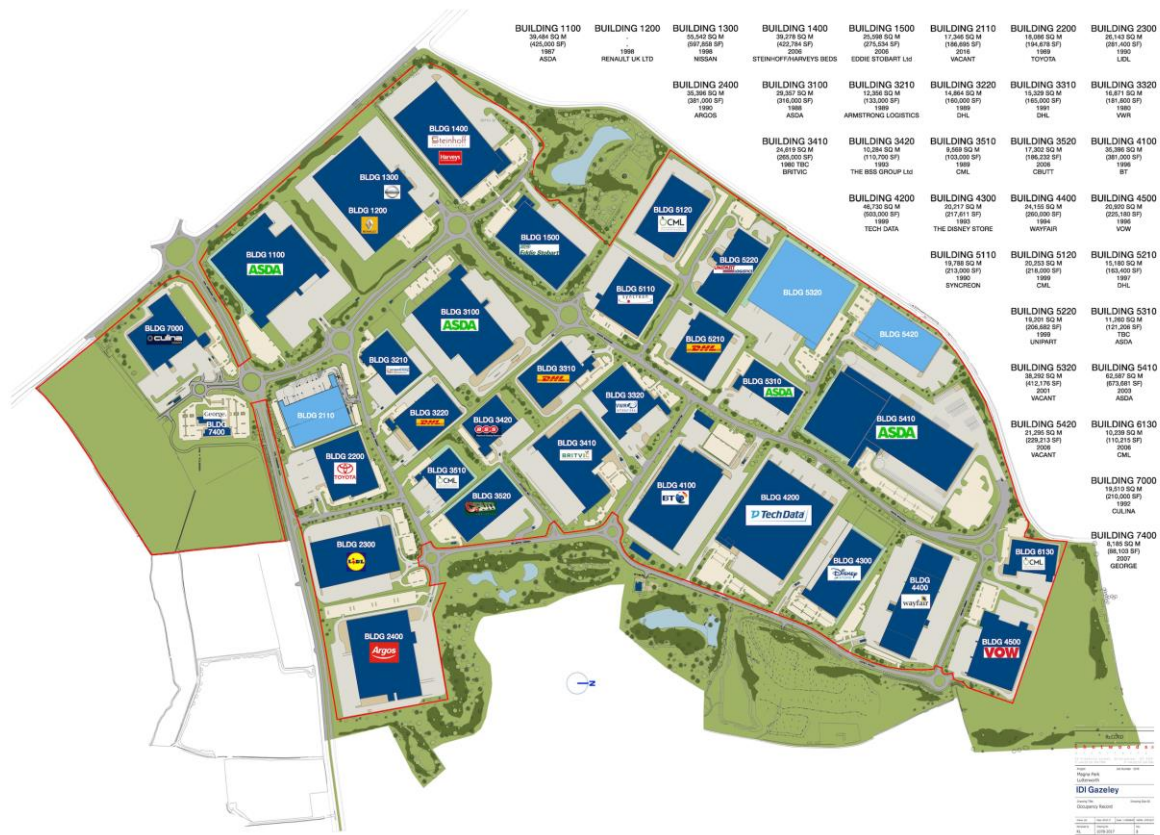 BUILDING 1100
39,484 SQ M
(425,000 SF)
1987
ASDA
BUILDING 1200
-
-
1998
RENAULT UK LTD
BUILDING 1300
55,542 SQ M
(597,858 SF)
1998
NISSAN
BUILDING 1400
39,278 SQ M
(422,784 SF)
2006
STEINHOFF/HARVEYS BEDS
BUILDING 1500
25,598 SQ M
(275,534 SF)
2006
EDDIE STOBART Ltd
BUILDING 2110
17,346 SQ M
(186,695 SF)
2016
VACANT
BUILDING 2200
18,086 SQ M
(194,678 SF)
1989
TOYOTA
BUILDING 2300
26,143 SQ M
(281,400 SF)
1990
LIDL
BUILDING 2400
35,396 SQ M
(381,000 SF)
1990
ARGOS
BUILDING 3100
29,357 SQ M
(316,000 SF)
1988
ASDA
BUILDING 3210
12,356 SQ M
(133,000 SF)
1989
ARMSTRONG LOGISTICS
BUILDING 3220
14,864 SQ M
(160,000 SF)
1989
DHL
BUILDING 3310
15,329 SQ M
(165,000 SF)
1991
DHL
BUILDING 3320
16,871 SQ M
(181,600 SF)
1980
VWR
BUILDING 3410
24,619 SQ M
(265,000 SF)
1980 TBC
BRITVIC
BUILDING 3420
10,284 SQ M
(110,700 SF)
1993
THE BSS GROUP Ltd
BUILDING 3510
9,569 SQ M
(103,000 SF)
1989
CML
BUILDING 3520
17,302 SQ M
(186,232 SF)
2006
CBUTT
BUILDING 4100
35,396 SQ M
(381,000 SF)
1996
BT
BUILDING 4200
46,730 SQ M
(503,000 SF)
1999
TECH DATA
BUILDING 4300
20,217 SQ M
(217,611 SF)
1993
THE DISNEY STORE
BUILDING 4400
24,155 SQ M
(260,000 SF)
1994
WAYFAIR
BUILDING 4500
20,920 SQ M
(225,180 SF)
1996
VOW
BUILDING 5110
19,788 SQ M
(213,000 SF)
1990
SYNCREON
BUILDING 5120
20,253 SQ M
(218,000 SF)
1999
CML
BUILDING 5210
15,180 SQ M
(163,400 SF)
1997
DHL
BUILDING 5220
19,201 SQ M
(206,682 SF)
1999
UNIPART
BUILDING 5310
11,260 SQ M
(121,206 SF)
TBC
ASDA
BUILDING 5320
38,292 SQ M
(412,176 SF)
2001
VACANT
BUILDING 5410
62,587 SQ M
(673,681 SF)
2003
ASDA
BUILDING 5420
21,295 SQ M
(229,213 SF)
2006
VACANT
BUILDING 6130
10,239 SQ M
(110,215 SF)
2006
CML
BUILDING 7000
19,510 SQ M
(210,000 SF)
1992
CULINA
BUILDING 7400
8,185 SQ M
(88,103 SF)
2007
GEORGE
BLDG 1400
Steinhoff
Harveys
BLDG 1300
BLDG 1200
BLDG 1100
ASDA
BLDG 1500
Eddie Stobart
BLDG 5120
CML
BLDG 5220
BLDG 5320
BLDG 5420
BLDG 5110
BLDG 3100
ASDA
BLDG 7000
culina
BLDG 3210
BLDG 5210
DHL
BLDG 3310
DHL
BLDG 5310
ASDA
BLDG 3320
BLDG 2110
George.
BLDG
7400
BLDG 3220
DHL
BLDG 3420
BSS
BLDG 5410
ASDA
BLDG 3410
BRITVIC
BLDG 2200
TOYOTA
BLDG 3510
CML
BLDG 3520
BLDG 4100
BT
BLDG 4200
Tech Data
BLDG 2300
LiDL
BLDG 4300
Disney
BLDG
4400
wayfair
BLDG 6130
CML
BLDG 2400
Argos
BLDG 4500
VOW
N
Magna Park
Lutterworth
IDI Gazeley
Occupancy Record